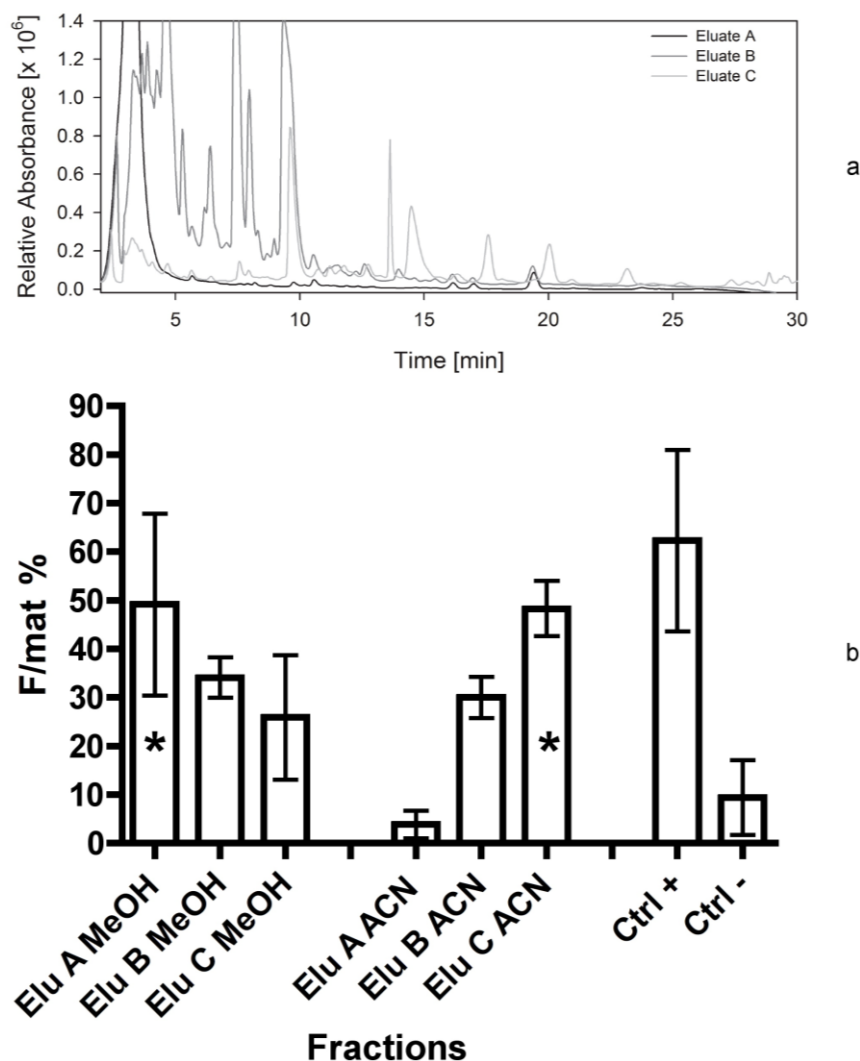 1.4
1.2
1.0
0.8
0.6
0.4
0.2
0.0
Relative Absorbance [x 10⁶]
Eluate A
Eluate B
Eluate C
5 10 15 20 25 30
Time [min]
a
90
80
70
60
50
40
30
20
10
0
F/mat %
*
*
Elu A MeOH
Elu B MeOH
Elu C MeOH
Elu A ACN
Elu B ACN
Elu C ACN
Ctrl +
Ctrl -
Fractions
b